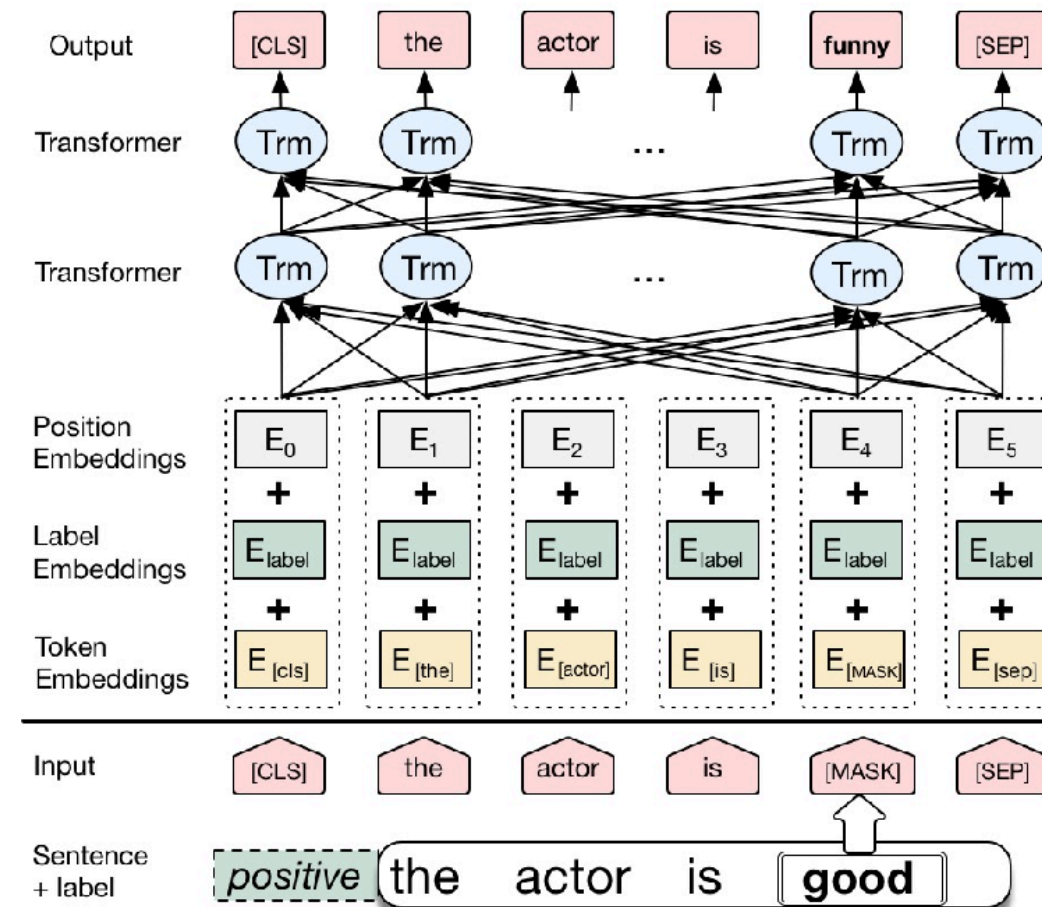 Output [CLS] the actor is funny [SEP]
Transformer Trm Trm ... Trm Trm
Transformer Trm Trm ... Trm Trm
Position
Embeddings
E0 E1 E2 E3 E4 E5
+ + + + + +
Label
Embeddings
Elabel Elabel Elabel Elabel Elabel Elabel
+ + + + + +
Token
Embeddings
E[cls] E[the] E[actor] E[is] E[MASK] E[sep]
Input [CLS] the actor is [MASK] [SEP]
Sentence
+ label
positive the actor is good